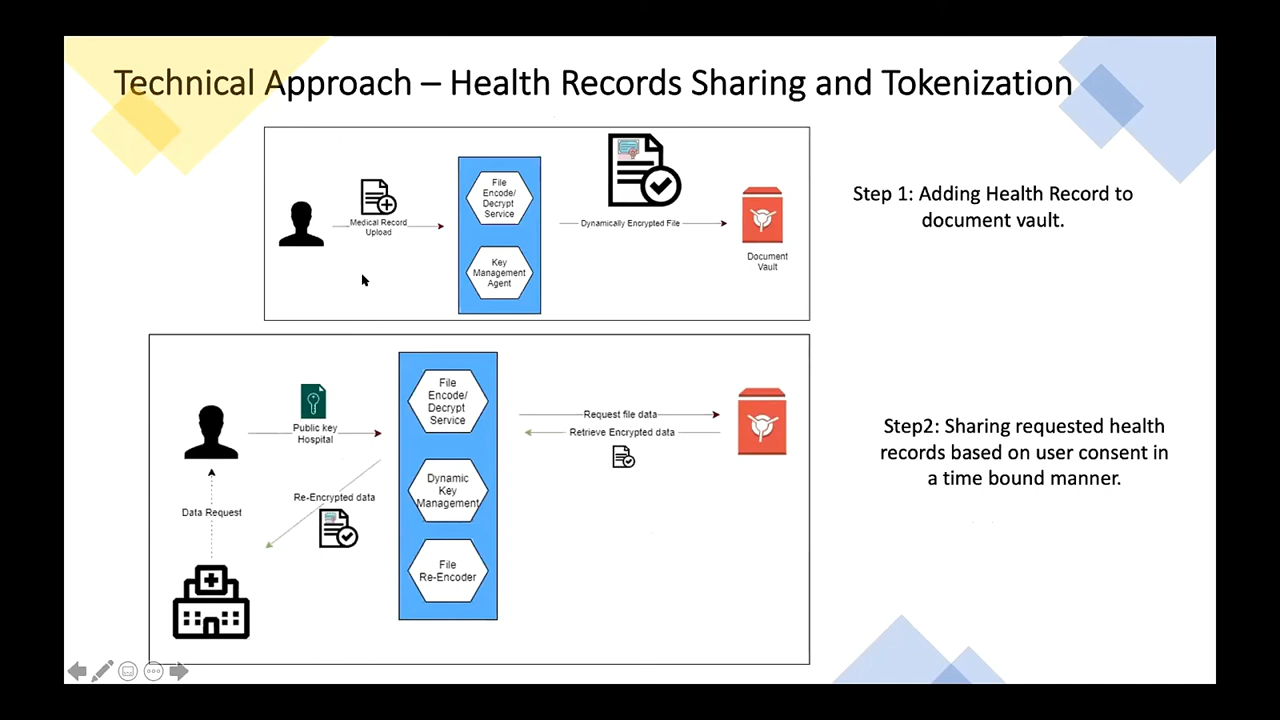 Technical Approach – Health Records Sharing and Tokenization
Medical Record
Upload
File
Encode/
Decrypt
Service
Key
Management
Agent
Dynamically Encrypted File
Document
Vault
Step 1: Adding Health Record to
document vault.
Public key
Hospital
Re-Encrypted data
Data Request
File
Encode/
Decrypt
Service
Dynamic
Key
Management
File
Re-Encoder
Request file data
Retrieve Encrypted data
Step2: Sharing requested health
records based on user consent in
a time bound manner.